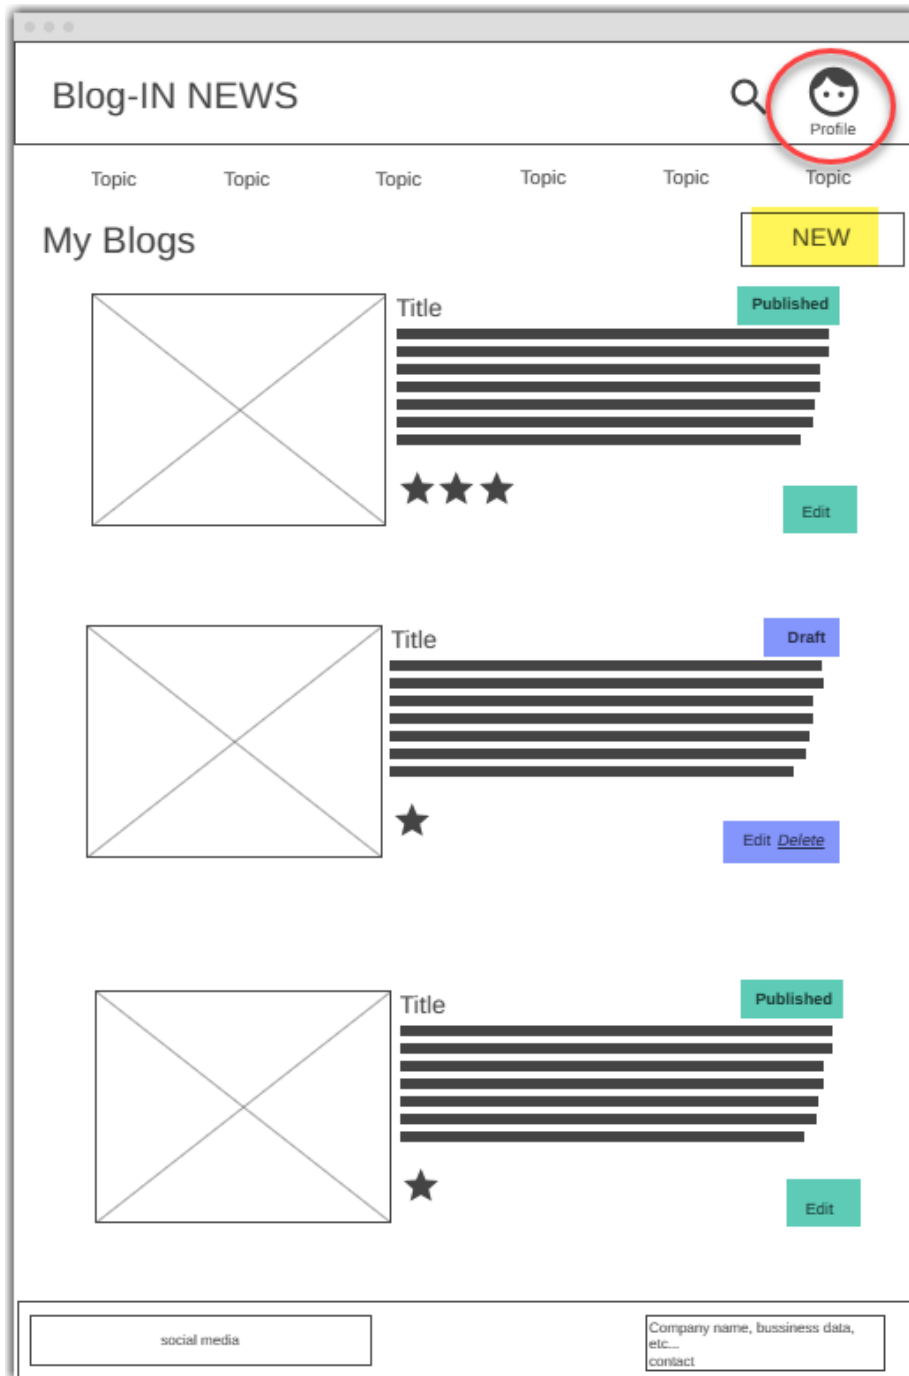 Blog-IN NEWS
Profile
Topic Topic Topic Topic Topic Topic
My Blogs
NEW
Title
Published
Edit
Title
Draft
Edit Delete
Title
Published
Edit
social media
Company name, bussiness data,
etc...
contact